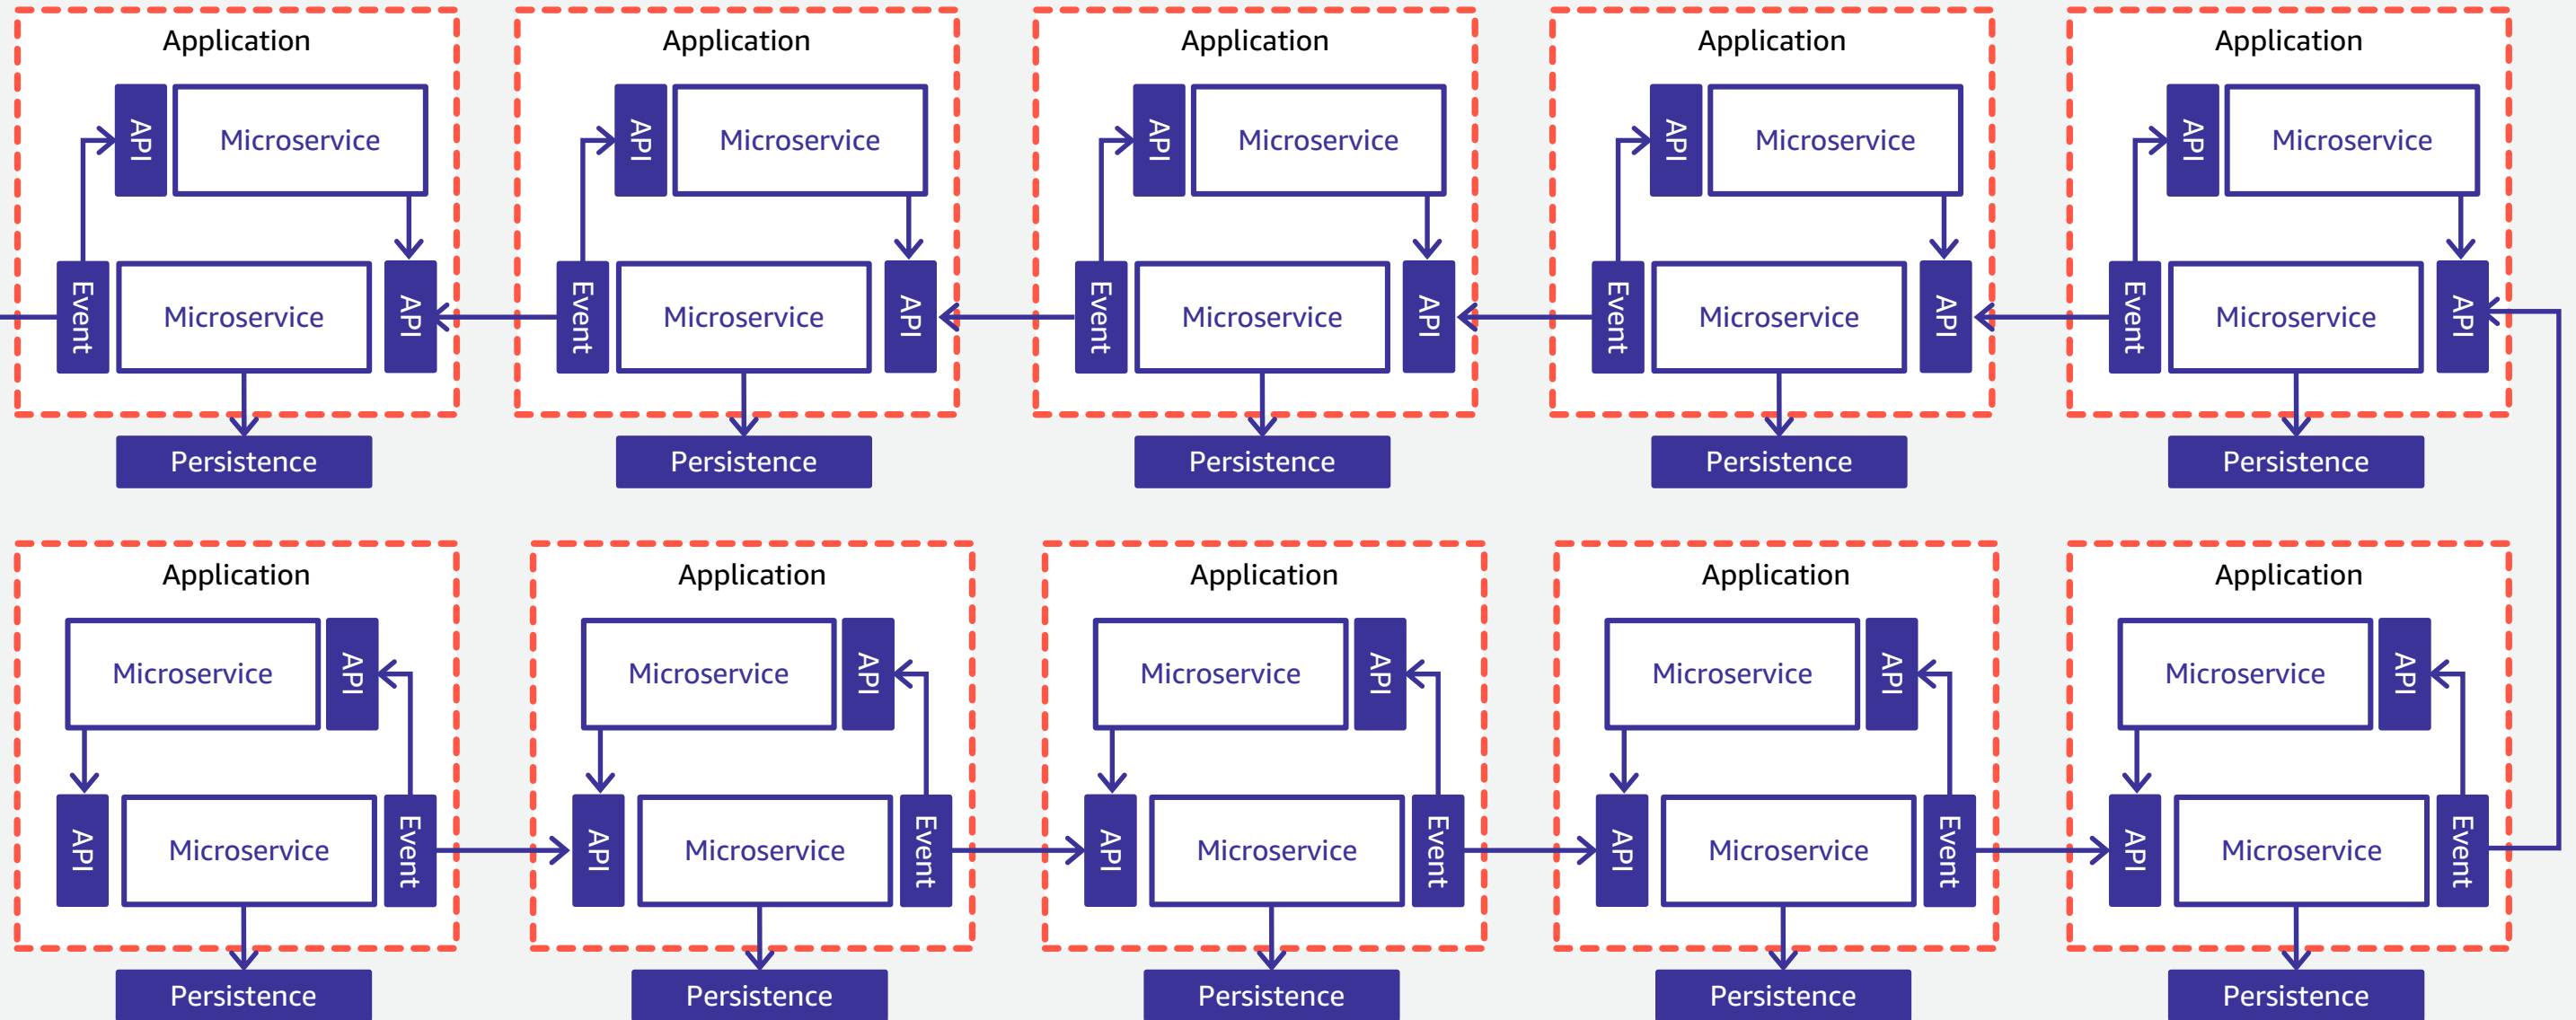 Application
Application
Application
Application
Application
API
Microservice
API
Microservice
API
Microservice
API
Microservice
API
Microservice
Event
Microservice
API
Event
Microservice
API
Event
Microservice
API
Event
Microservice
API
Event
Microservice
API
Persistence
Persistence
Persistence
Persistence
Persistence
Application
Application
Application
Application
Application
Microservice
API
Microservice
API
Microservice
API
Microservice
API
Microservice
API
API
Microservice
Event
API
Microservice
Event
API
Microservice
Event
API
Microservice
Event
API
Microservice
Event
Persistence
Persistence
Persistence
Persistence
Persistence